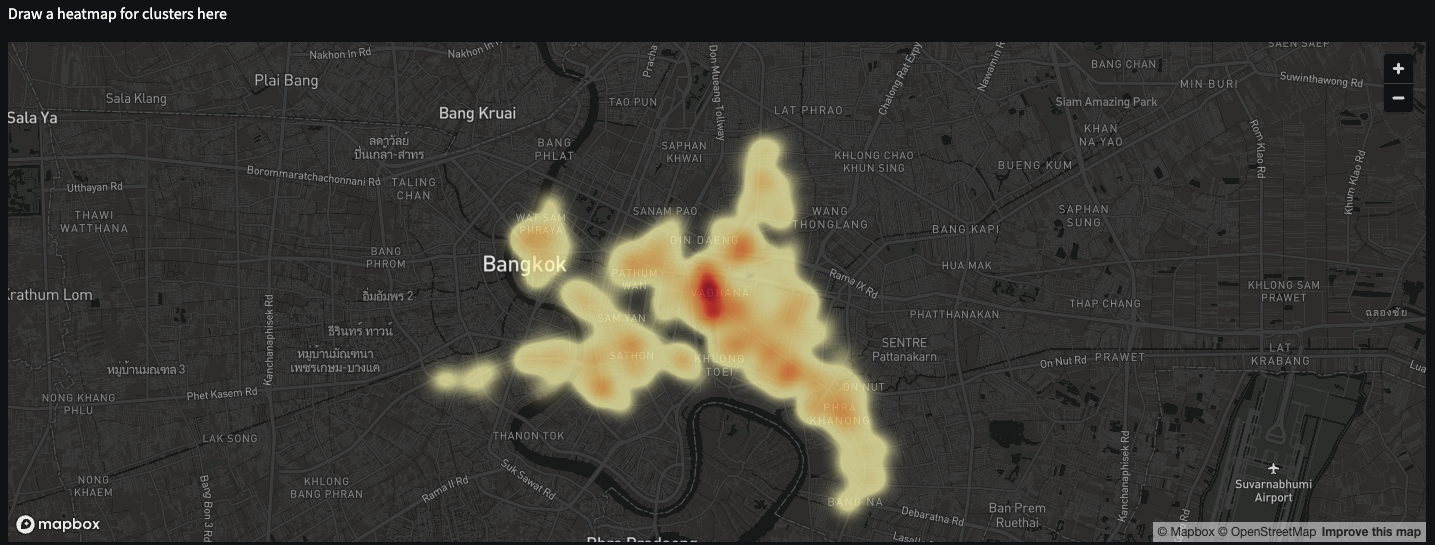 Draw a heatmap for clusters here
Nakhon In Rd
Nakhon In
Pracha
Don Mueang Tollway
Chalong Rat Expy
Nawamin R
SAEN SAEP
BANG CHAN
Plai Bang
MIN BURI
Suwinthawong Rd
+
−
Sala Klang
TAO PUN
LAT PHRAO
Siam Amazing Park
Sala Ya
Bang Kruai
KHAN
NA YAO
ลดาวัลย์
ปิ่นเกล้า-สาทร
BANG
PHLAT
SAPHAN
KHWAI
KHLONG CHAO
KHUN SING
BUENG KUM
Rom Klao Rd
Khum Klao Rd
Borommaratchachonnani Rd
TALING
CHAN
Utthayan Rd
THAWI
WATTHANA
WAT SAM
PHRAYA
SANAM PAO
WANG
THONGLANG
SAPHAN
SUNG
BANG KAPI
DIN DAENG
BANG
PHROM
Bangkok
HUA MAK
PATHUM
WAN
VADHANA
Rama IX Rd
Krathum Lom
อิ่มอัมพร 2
KHLONG SAM
PRAWET
THAP CHANG
PHATTHANAKAN
ฉลองชัย
SAM YAN
ธีรินทร์ ทาวน์
Kanchanaphisek Rd
หมู่บ้านมัณฑนา
เพชรเกษม-บางแค
SATHON
KHLONG
TOEI
SENTRE
Pattanakarn
On Nut Rd
PRAWET
LAT
KRABANG
Lua
หมู่บ้านมณฑล 3
ON NUT
Phet Kasem Rd
NONG KHANG
PHLU
PHRA
KHANONG
LAK SONG
THANON TOK
Kanchanaphisek Rd
NONG
KHAEM
Bang Bon 3 Rd
KHLONG
BANG PHRAN
Rama II Rd
Suk Sawat Rd
Suvarnabhumi
Airport
BANG NA
Debaratna Rd
Ban Prem
Ruethai
Rd
mapbox
Phra Pradaeng
Lasall
© Mapbox © OpenStreetMap Improve this map